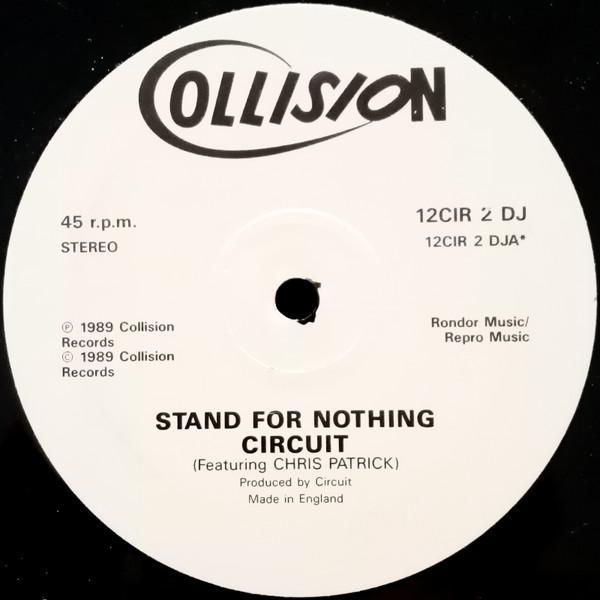 COLLISION
45 r.p.m.
STEREO
12CIR 2 DJ
12CIR 2 DJA*
℗ 1989 Collision
Records
© 1989 Collision
Records
Rondor Music/
Repro Music
STAND FOR NOTHING
CIRCUIT
(Featuring CHRIS PATRICK)
Produced by Circuit
Made in England